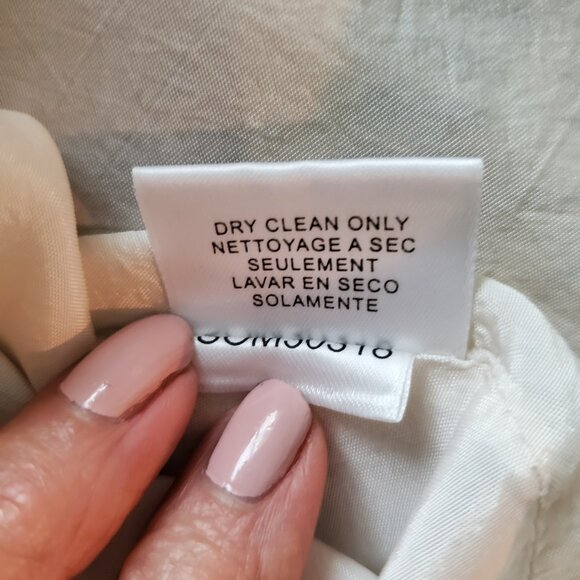 DRY CLEAN ONLY
NETTOYAGE A SEC
SEULEMENT
LAVAR EN SECO
SOLAMENTE